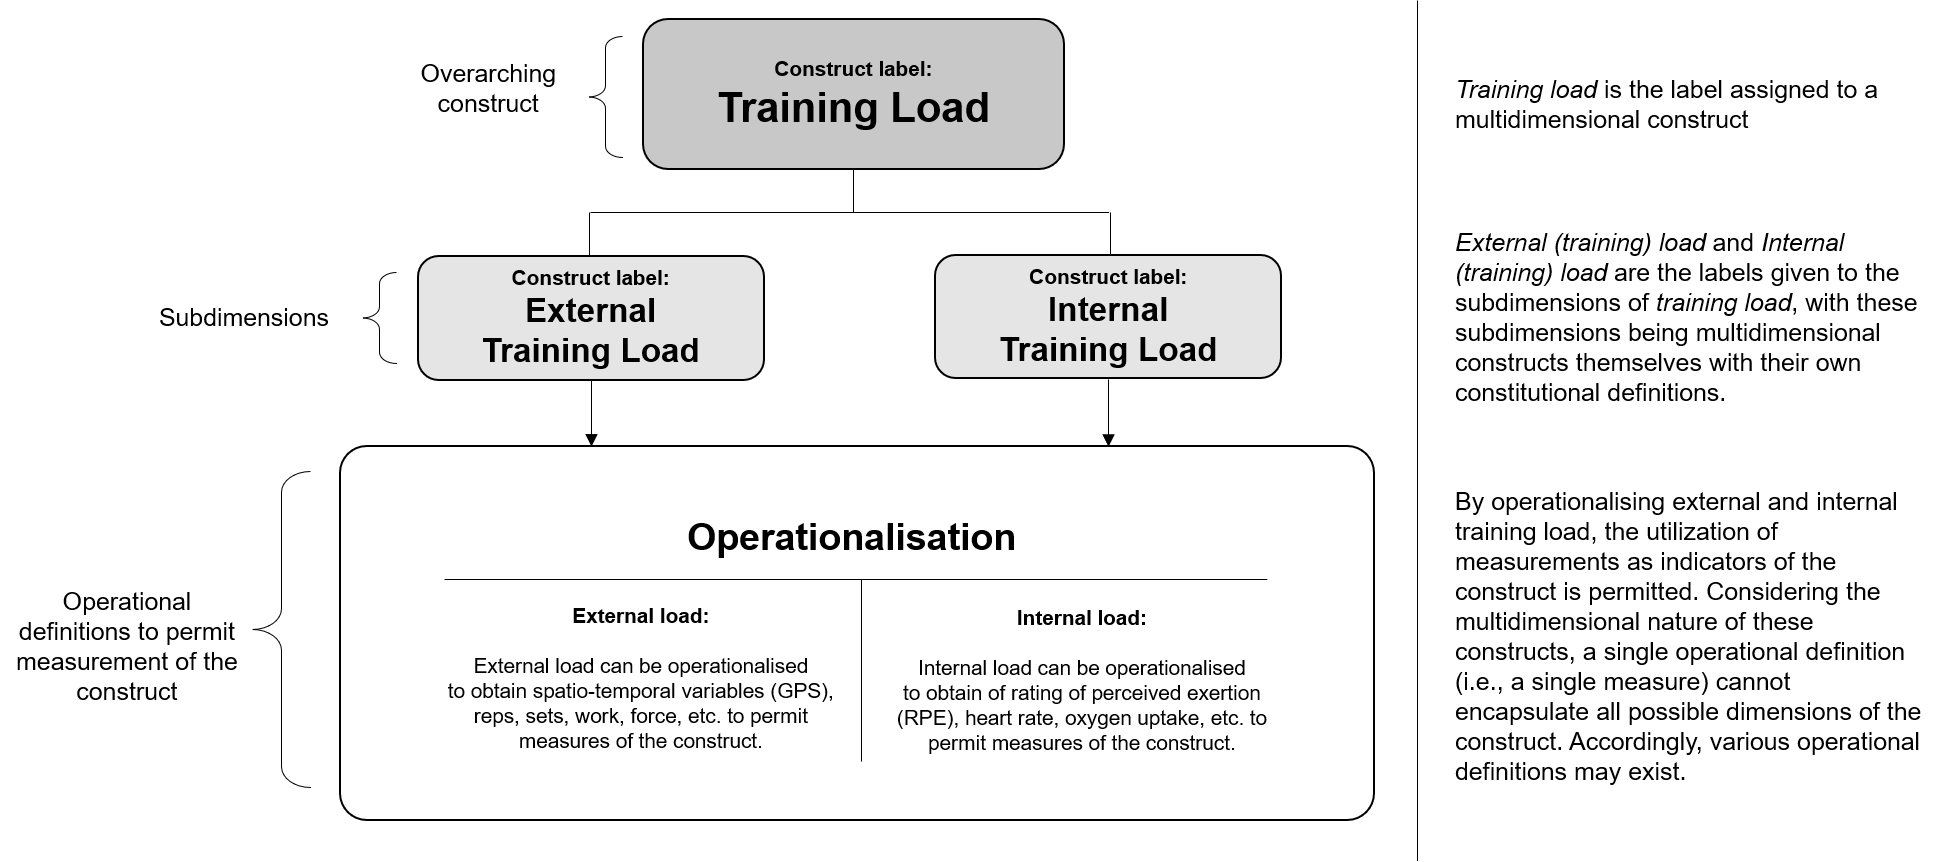 Overarching
construct
Construct label:
Training Load
Training load is the label assigned to a
multidimensional construct
Subdimensions
Construct label:
External
Training Load
Construct label:
Internal
Training Load
External (training) load and Internal
(training) load are the labels given to the
subdimensions of training load, with these
subdimensions being multidimensional
constructs themselves with their own
constitutional definitions.
Operational
definitions to permit
measurement of the
construct
Operationalisation
External load:
External load can be operationalised
to obtain spatio-temporal variables (GPS),
reps, sets, work, force, etc. to permit
measures of the construct.
Internal load:
Internal load can be operationalised
to obtain of rating of perceived exertion
(RPE), heart rate, oxygen uptake, etc. to
permit measures of the construct.
By operationalising external and internal
training load, the utilization of
measurements as indicators of the
construct is permitted. Considering the
multidimensional nature of these
constructs, a single operational definition
(i.e., a single measure) cannot
encapsulate all possible dimensions of the
construct. Accordingly, various operational
definitions may exist.